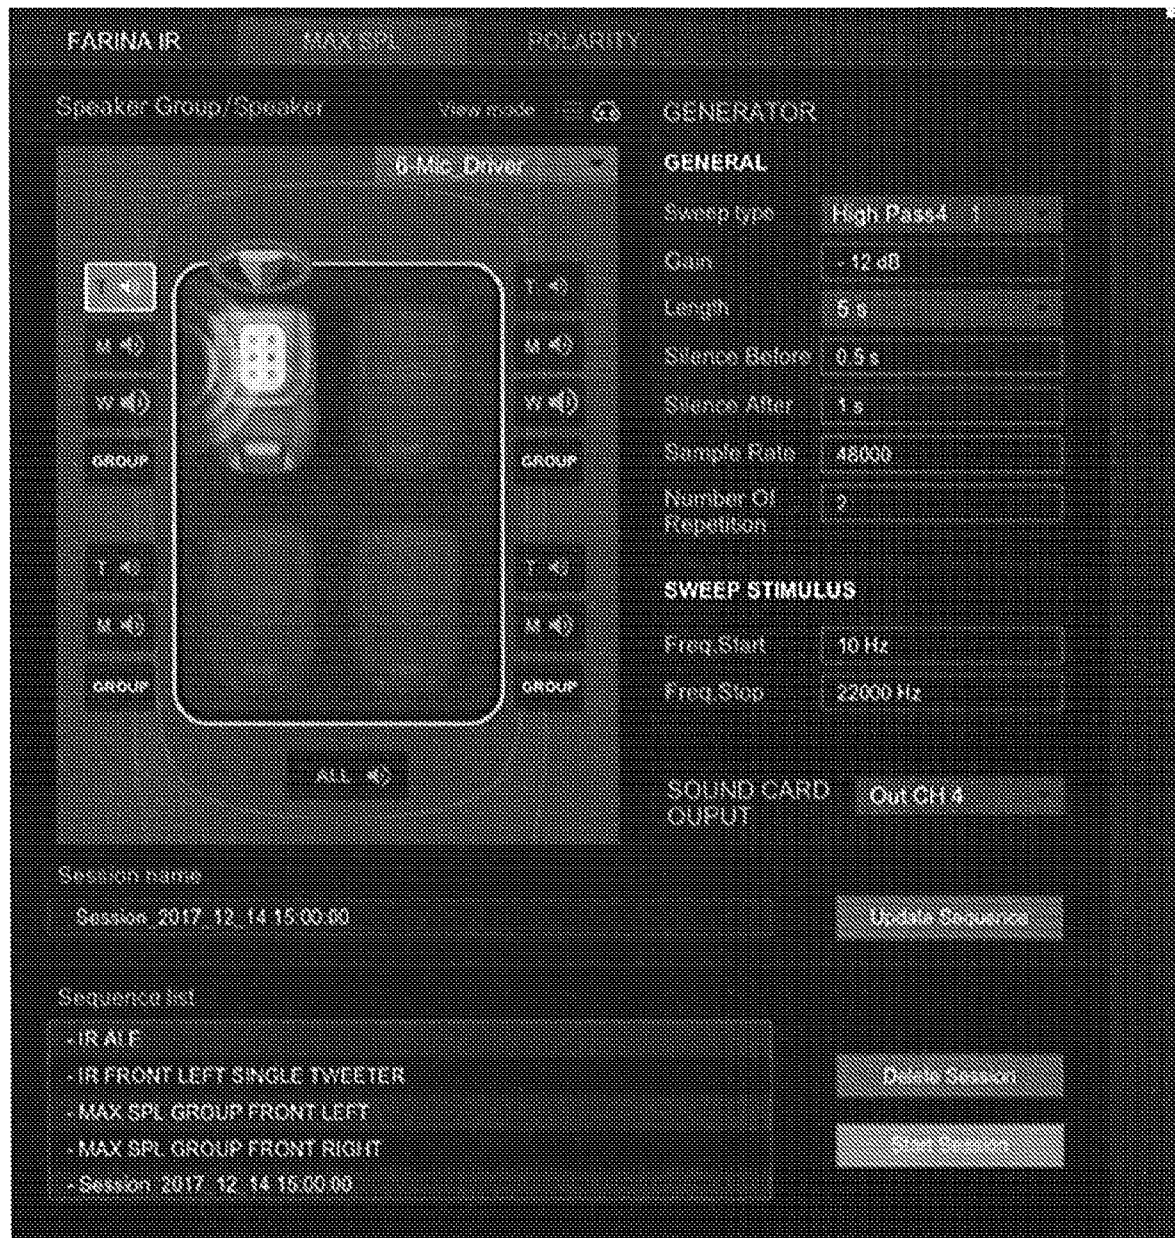 FARINA IR MAX SPL POLARITY
Speaker Group/Speaker View mode
6-Mic_Driver
T
M M
W W
GROUP GROUP
T T
M M
GROUP GROUP
ALL
GENERATOR
GENERAL
Sweep type High Pass4
Gain - 12 dB
Length 5 s
Silence Before 0.5 s
Silence After 1 s
Sample Rate 48000
Number Of
Repetition 2
SWEEP STIMULUS
Freq.Start 10 Hz
Freq.Stop 22000 Hz
SOUND CARD
OUPUT Out CH 4
Session name
Session_2017_12_14 15:00:00
Update Sequence
Sequence list
- IR
- IR FRONT LEFT SINGLE TWEETER
- MAX SPL GROUP FRONT LEFT
- MAX SPL GROUP FRONT RIGHT
- Session_2017_12_14 15:00:00
Delete Session
Start Session